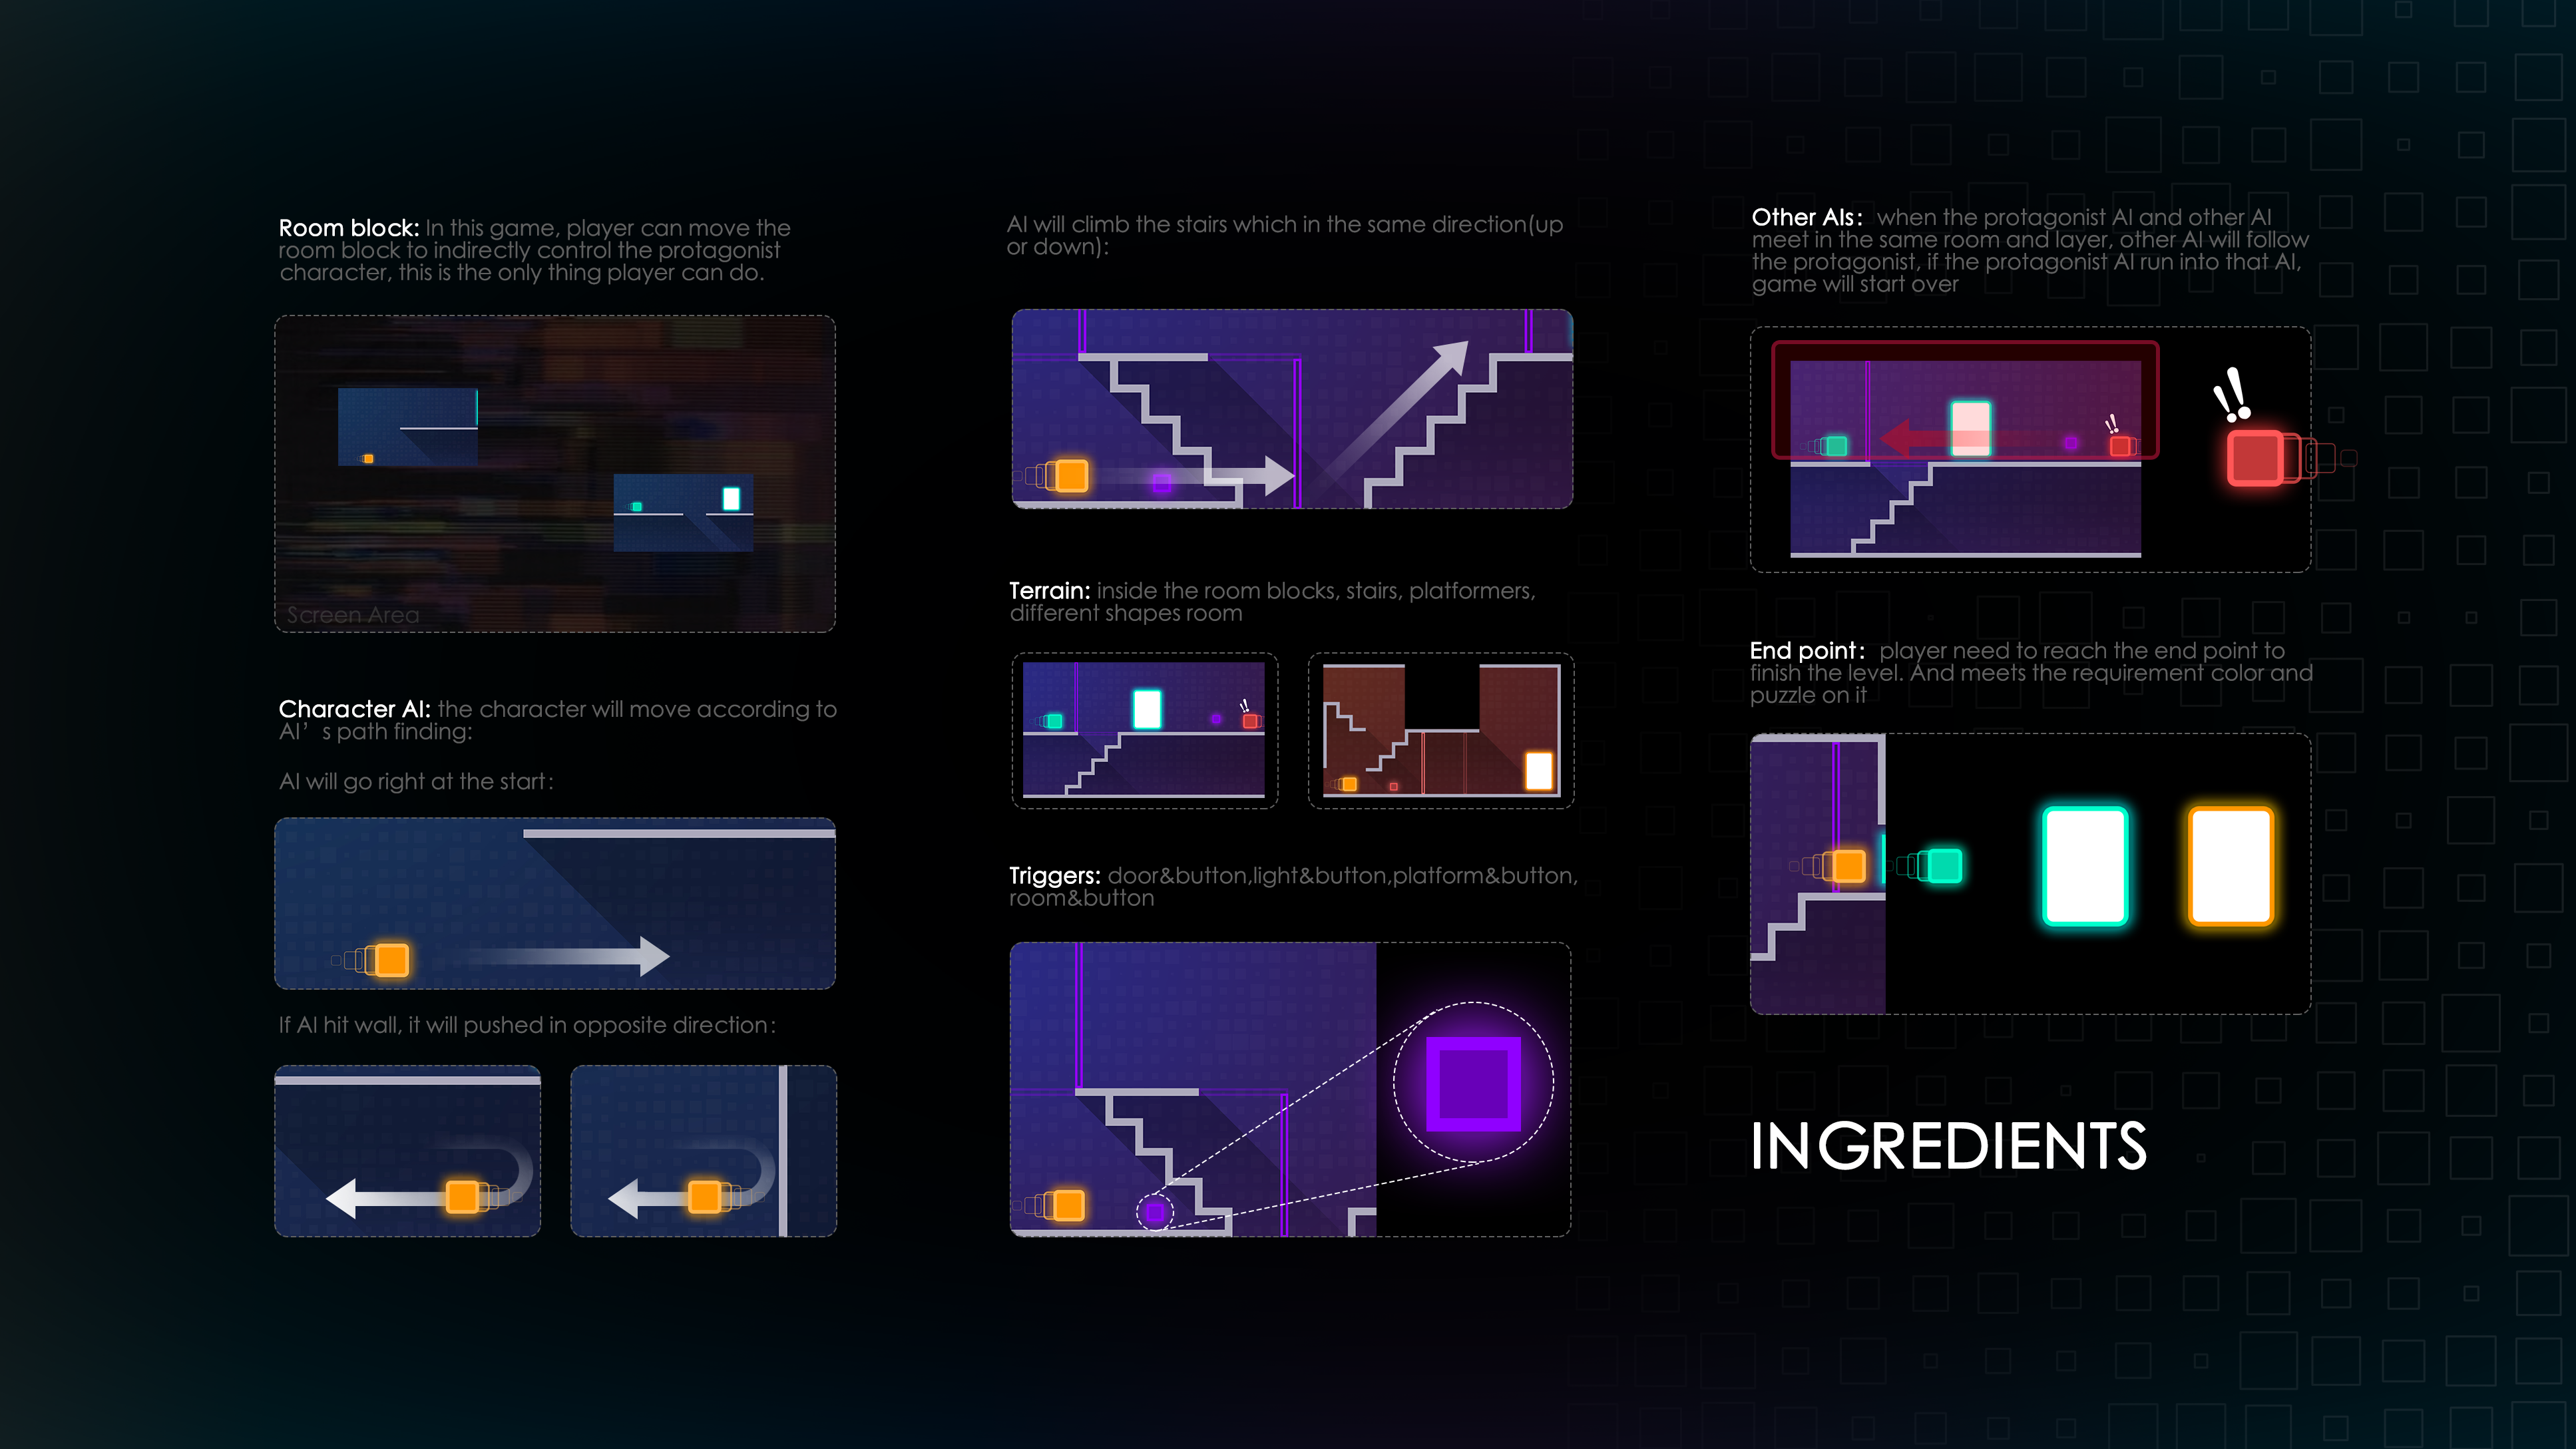 Room block: In this game, player can move the
room block to indirectly control the protagonist
character, this is the only thing player can do.
Screen Area
Character AI: the character will move according to
AI’ s path finding:
AI will go right at the start:
If AI hit wall, it will pushed in opposite direction:
AI will climb the stairs which in the same direction(up
or down):
Terrain: inside the room blocks, stairs, platformers,
different shapes room
Triggers: door&button,light&button,platform&button,
room&button
Other AIs: when the protagonist AI and other AI
meet in the same room and layer, other AI will follow
the protagonist, if the protagonist AI run into that AI,
game will start over
End point: player need to reach the end point to
finish the level. And meets the requirement color and
puzzle on it
INGREDIENTS